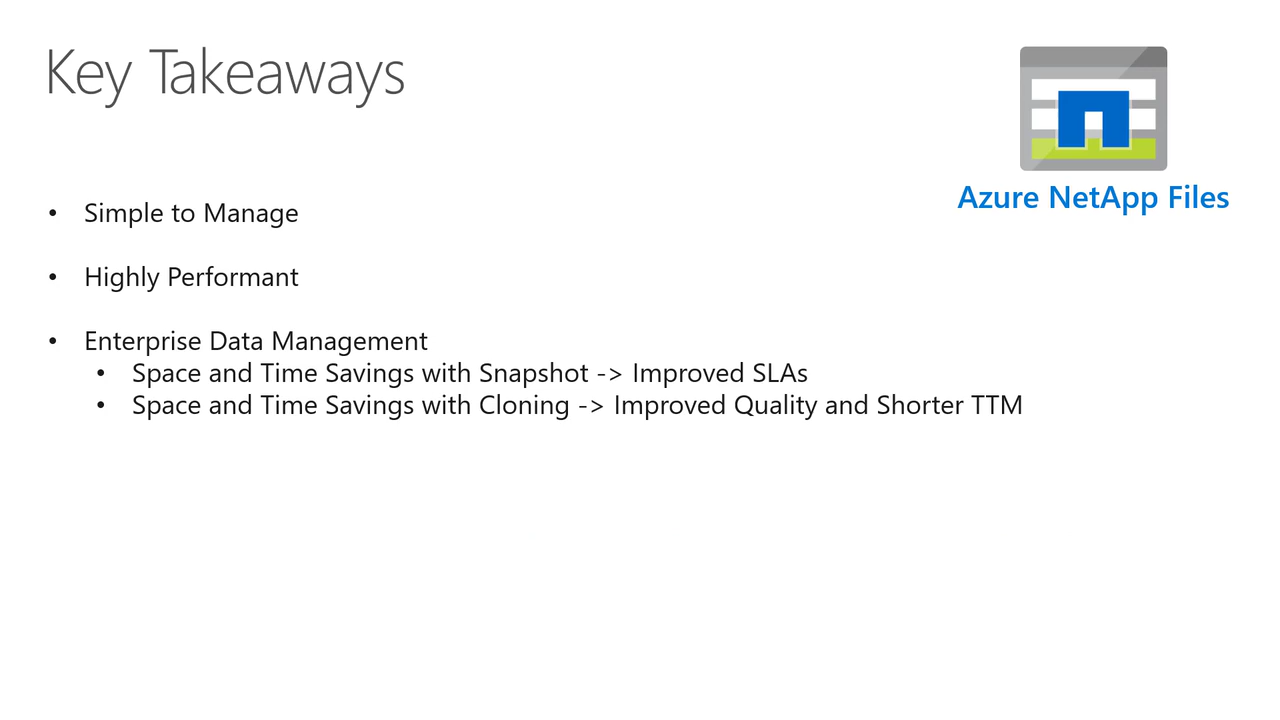 Key Takeaways
Azure NetApp Files
• Simple to Manage
• Highly Performant
• Enterprise Data Management
• Space and Time Savings with Snapshot -> Improved SLAs
• Space and Time Savings with Cloning -> Improved Quality and Shorter TTM